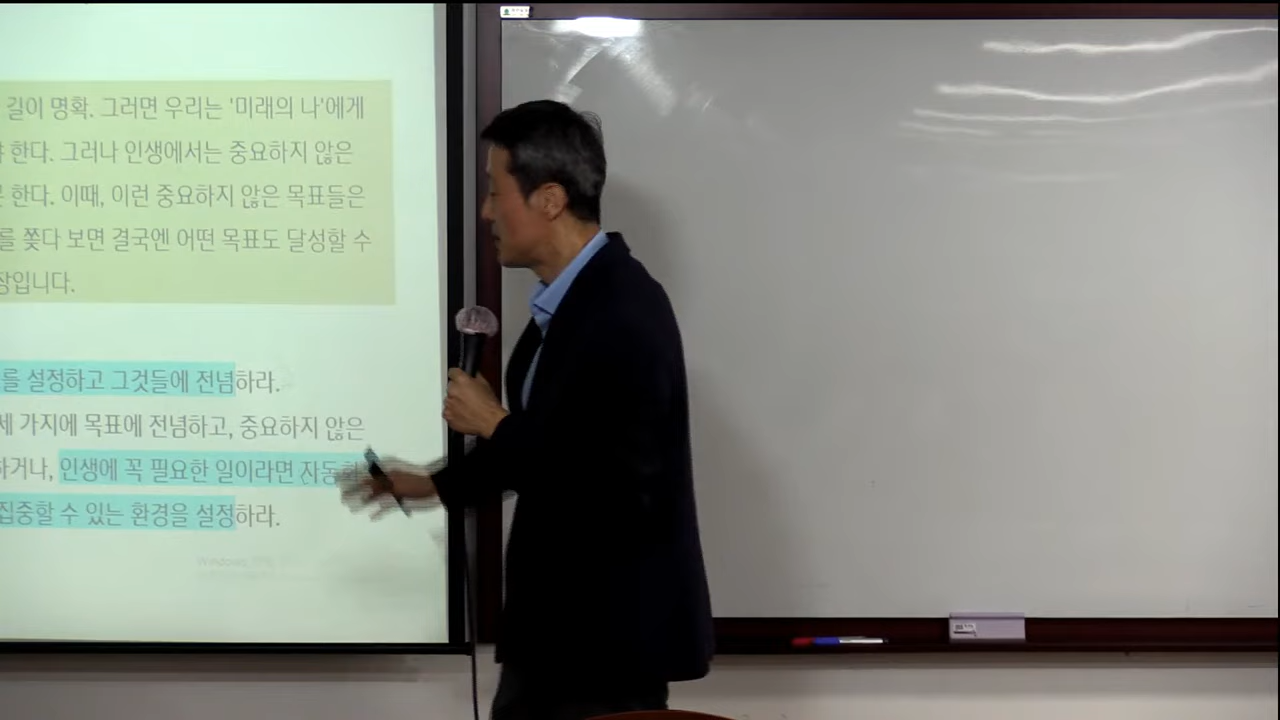 길이 명확. 그러면 우리는 '미래의 나'에게
한다. 그러나 인생에서는 중요하지 않은
한다. 이때, 이런 중요하지 않은 목표들은
를 쫓다 보면 결국엔 어떤 목표도 달성할 수
장입니다.
를 설정하고 그것들에 전념하라.
세 가지에 목표에 전념하고, 중요하지 않은
하거나, 인생에 꼭 필요한 일이라면 자동화
집중할 수 있는 환경을 설정하라.
Windows